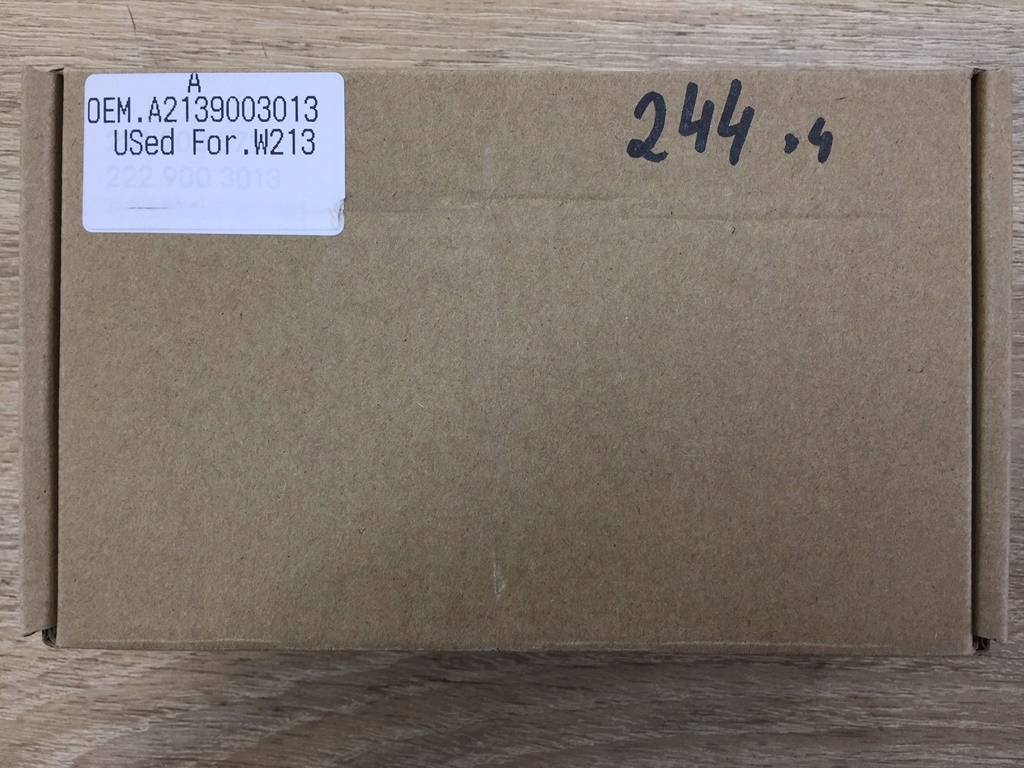 A
OEM.A2139003013
USed For.W213
222 900 3013
244 .4